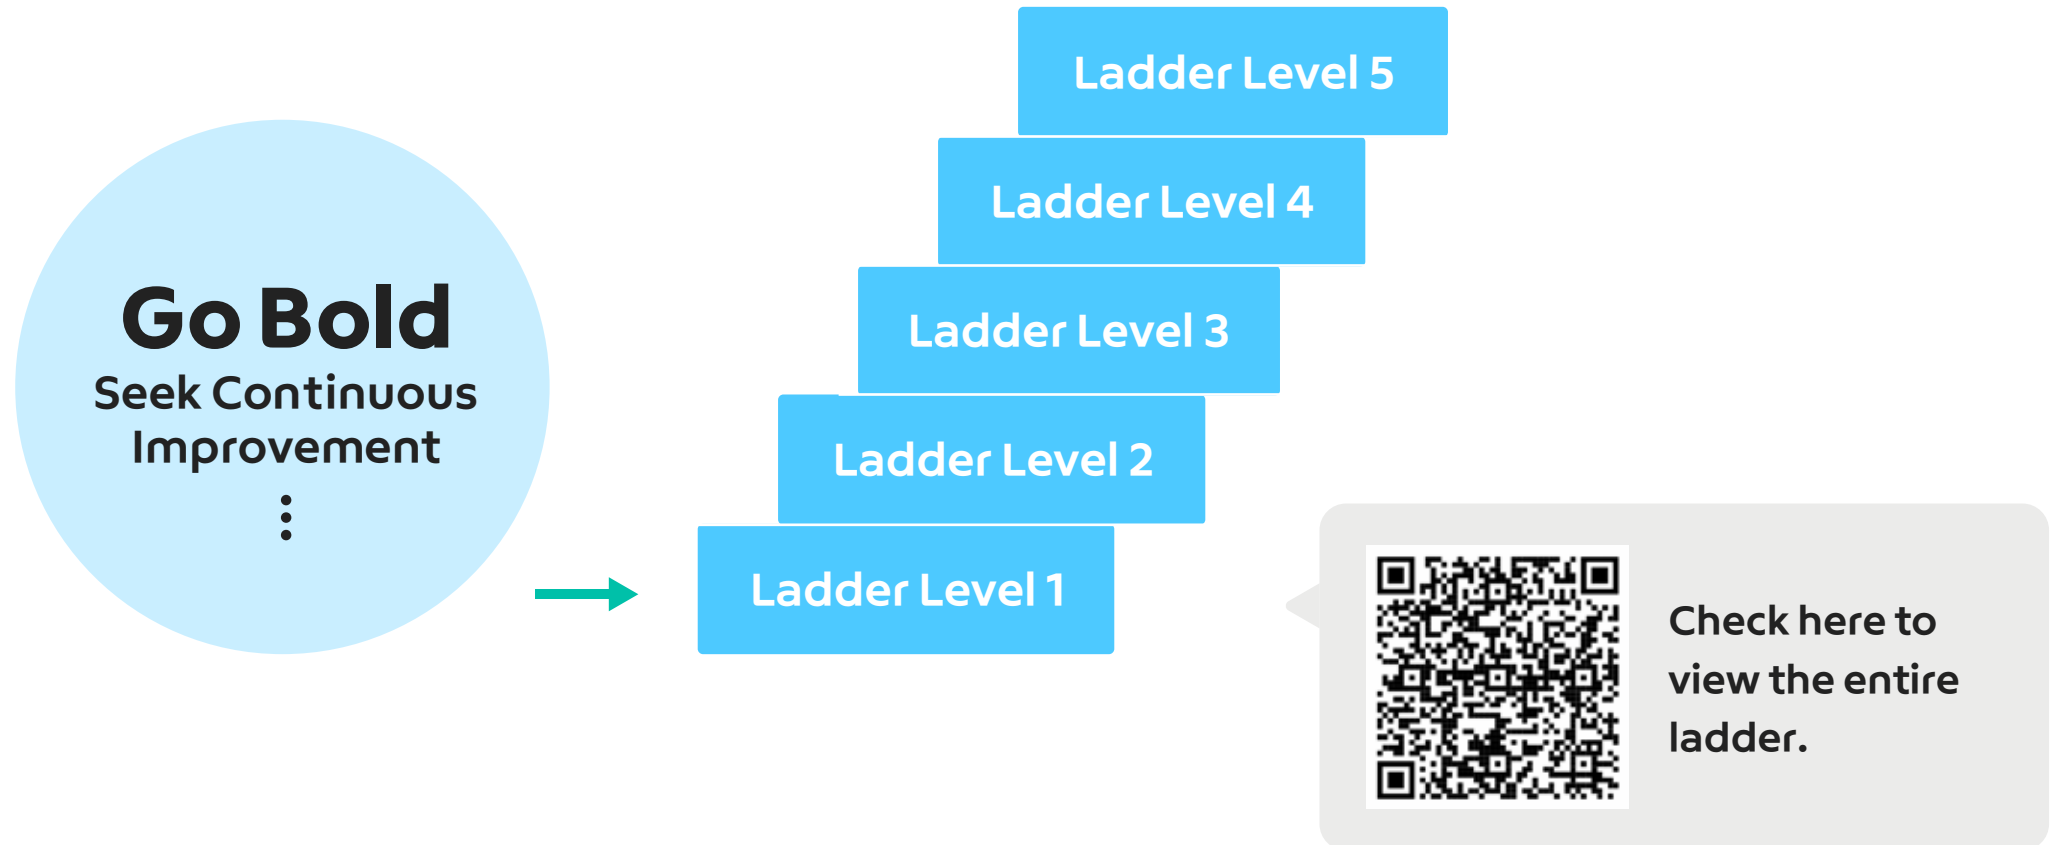 Go Bold
Seek Continuous
Improvement
Ladder Level 5
Ladder Level 4
Ladder Level 3
Ladder Level 2
Ladder Level 1
Check here to
view the entire
ladder.